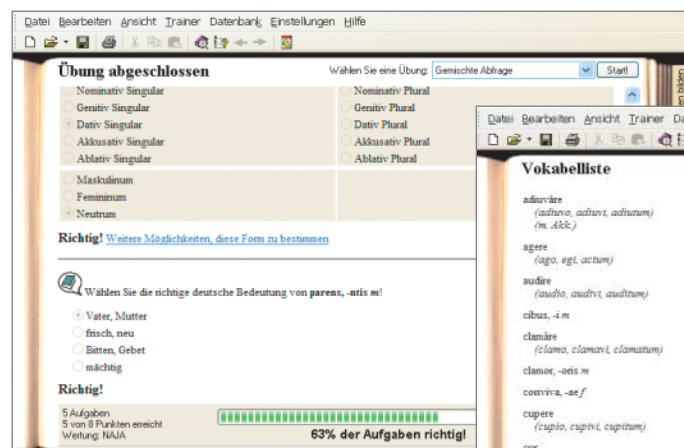 Datei Bearbeiten Ansicht Trainer Datenbank Einstellungen Hilfe
Übung abgeschlossen
Wählen Sie eine Übung: Gemischte Abfrage Start!
Nominativ Singular Nominativ Plural
Genitiv Singular Genitiv Plural
Dativ Singular Dativ Plural
Akkusativ Singular Akkusativ Plural
Ablativ Singular Ablativ Plural
Maskulinum
Femininum
Neutrum
Richtig! Weitere Möglichkeiten, diese Form zu bestimmen
Wählen Sie die richtige deutsche Bedeutung von parens, -ntis m!
Vater, Mutter
frisch, neu
Bitten, Gebet
mächtig
Richtig!
5 Aufgaben
5 von 8 Punkten erreicht
Wertung: NAJA
63% der Aufgaben richtig!
en bilden
Datei Bearbeiten Ansicht Trainer Da
Vokabelliste
adiuvāre
(adiuvo, adiuvi, adiutum)
(m. Akk.)
agere
(ago, egi, actum)
audire
(audio, audivi, auditum)
cibus, -i m
clamāre
(clamo, clamavi, clamatum)
clamor, -oris m
conviva, -ae f
cupere
(cupio, cupivi, cupitum)